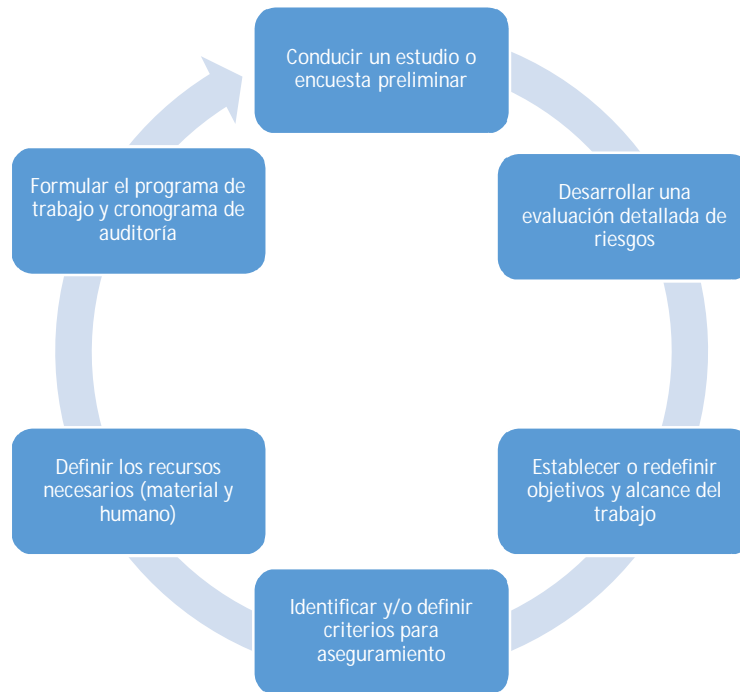 Conducir un estudio o
encuesta preliminar
Desarrollar una
evaluación detallada de
riesgos
Establecer o redefinir
objetivos y alcance del
trabajo
Identificar y/o definir
criterios para
aseguramiento
Definir los recursos
necesarios (material y
humano)
Formular el programa de
trabajo y cronograma de
auditoría